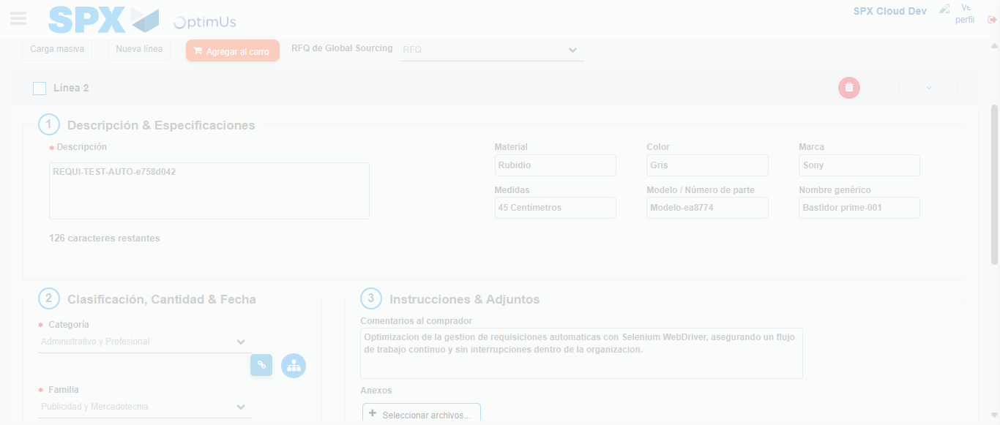 SPX
OptimUs
SPX Cloud Dev
Ve
perfil
Carga masiva
Nueva línea
Agregar al carro
RFQ de Global Sourcing
RFQ
Línea 2
1 Descripción & Especificaciones
* Descripción
REQUI-TEST-AUTO-e758d042
126 caracteres restantes
Material
Color
Marca
Rubidio
Gris
Sony
Medidas
Modelo / Número de parte
Nombre genérico
45 Centímetros
Modelo-ea8774
Bastidor prime-001
2 Clasificación, Cantidad & Fecha
* Categoría
Administrativo y Profesional
* Familia
Publicidad y Mercadotecnia
3 Instrucciones & Adjuntos
Comentarios al comprador
Optimizacion de la gestion de requisiciones automaticas con Selenium WebDriver, asegurando un flujo
de trabajo continuo y sin interrupciones dentro de la organizacion.
Anexos
+ Seleccionar archivos...